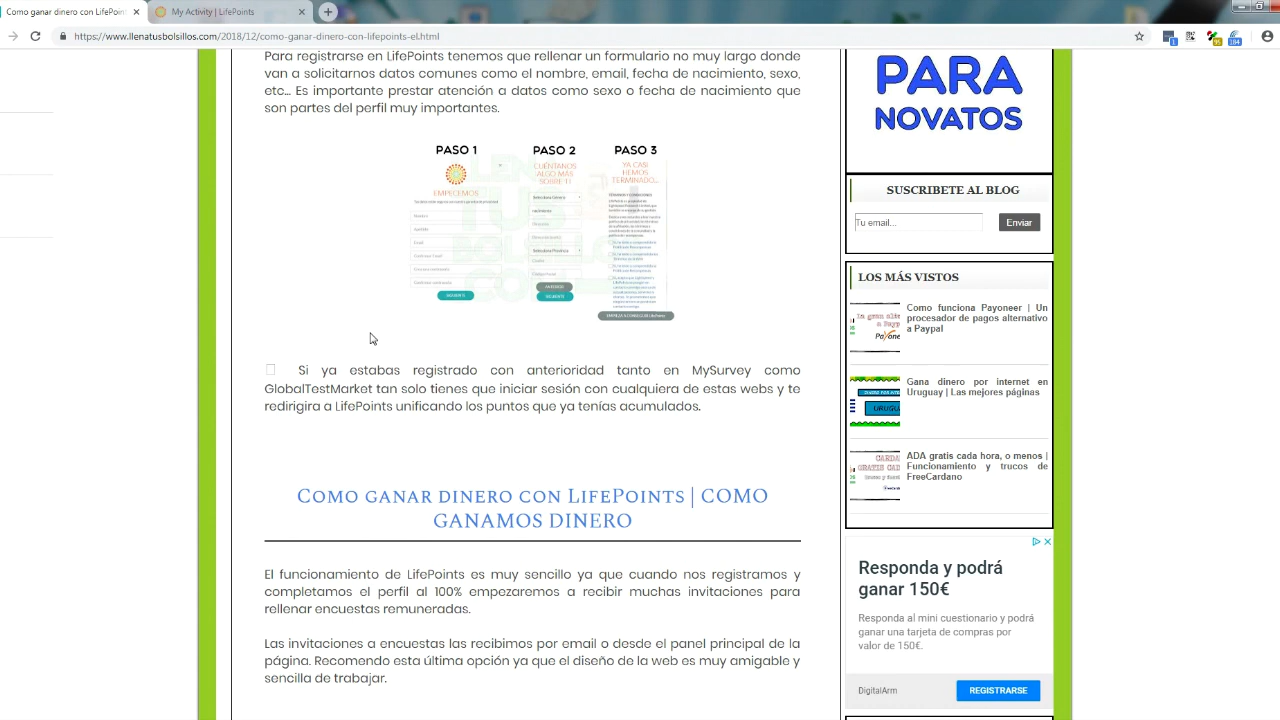 Como ganar dinero con LifePoint
My Activity | LifePoints
https://www.llenatusbolsillos.com/2018/12/como-ganar-dinero-con-lifepoints-el.html
1
95
184
Para registrarse en LifePoints tenemos que rellenar un formulario no muy largo donde
van a solicitarnos datos comunes como el nombre, email, fecha de nacimiento, sexo,
etc... Es importante prestar atención a datos como sexo o fecha de nacimiento que
son partes del perfil muy importantes.
PASO 1
PASO 2
PASO 3
EMPECEMOS
CUÉNTANOS
ALGO MÁS
SOBRE TI
YA CASI
HEMOS
TERMINADO...
Si ya estabas registrado con anterioridad tanto en MySurvey como
GlobalTestMarket tan solo tienes que iniciar sesión con cualquiera de estas webs y te
redirigira a LifePoints unificando los puntos que ya tenías acumulados.
Como ganar dinero con LifePoints | COMO
GANAMOS DINERO
El funcionamiento de LifePoints es muy sencillo ya que cuando nos registramos y
completamos el perfil al 100% empezaremos a recibir muchas invitaciones para
rellenar encuestas remuneradas.
Las invitaciones a encuestas las recibimos por email o desde el panel principal de la
página. Recomendo esta última opción ya que el diseño de la web es muy amigable y
sencilla de trabajar.
PARA
NOVATOS
SUSCRIBETE AL BLOG
Tu email...
Enviar
LOS MÁS VISTOS
Como funciona Payoneer | Un
procesador de pagos alternativo
a Paypal
Gana dinero por internet en
Uruguay | Las mejores páginas
ADA gratis cada hora, o menos |
Funcionamiento y trucos de
FreeCardano
Responda y podrá
ganar 150€
Responda al mini cuestionario y podrá
ganar una tarjeta de compras por
valor de 150€.
DigitalArm
REGISTRARSE